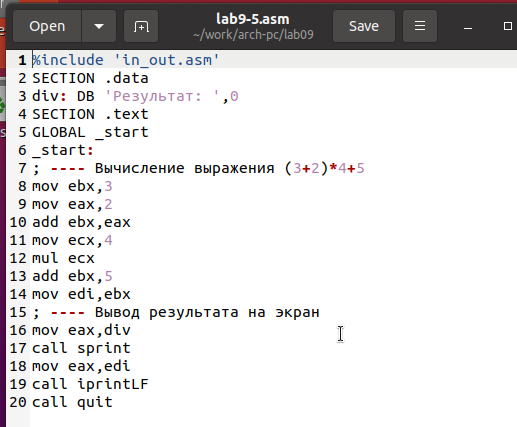 Open
lab9-5.asm
~/work/arch-pc/lab09
Save
1 %include 'in_out.asm'
2 SECTION .data
3 div: DB 'Результат: ',0
4 SECTION .text
5 GLOBAL _start
6 _start:
7 ; ---- Вычисление выражения (3+2)*4+5
8 mov ebx,3
9 mov eax,2
10 add ebx,eax
11 mov ecx,4
12 mul ecx
13 add ebx,5
14 mov edi,ebx
15 ; ---- Вывод результата на экран
16 mov eax,div
17 call sprint
18 mov eax,edi
19 call iprintLF
20 call quit